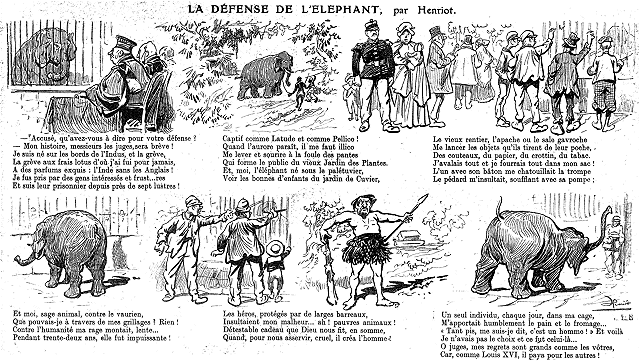 LA DÉFENSE DE L'ELEPHANT, par Henriot.
—"Accusé, qu'avez-vous à dire pour votre défense ?
— Mon histoire, messieurs les juges, sera brève !
Je suis né sur les bords de l'Indus, et la grève,
La grève aux frais lotus d'où j'ai fui pour jamais,
A des parfums exquis : l'Inde sans les Anglais !
Je fus pris par des gens intéressés et frust...res
Et suis leur prisonnier depuis près de sept lustres !
Captif comme Latude et comme Pellico !
Quand l'aurore paraît, il me faut illico
Me lever et sourire à la foule des pantes
Qui forme le public du vieux Jardin des Plantes.
Et, moi, l'éléphant né sous le palétuvier,
Voir les bonnes d'enfants du jardin de Cuvier,
Le vieux rentier, l'apache ou le sale gavroche
Me lancer les objets qu'ils tirent de leur poche,
Des couteaux, du papier, du crottin, du tabac.
J'avalais tout et je fourrais tout dans mon sac !
L'un avec son bâton me chatouillait la trompe
Le pédard m'insultait, soufflant avec sa pompe ;
Et moi, sage animal, contre le vaurien,
Que pouvais-je à travers de mes grillages ? Rien !
Contre l'humanité ma rage montait, lente...
Pendant trente-deux ans, elle fut impuissante !
Les héros, protégés par de larges barreaux,
Insultaient mon malheur... ah ! pauvres animaux !
Détestable cadeau que Dieu nous fit, en somme,
Quand, pour nous asservir, cruel, il créa l'homme !
Un seul individu, chaque jour, dans ma cage,
M'apportait humblement le pain et le fromage...
« Tant pis, me suis-je dit, c'est un homme ! » Et voilà
Je n'avais pas le choix et ce fut celui-là...
O juges, mes regrets sont grands comme les vôtres,
Car, comme Louis XVI, il paya pour les autres !